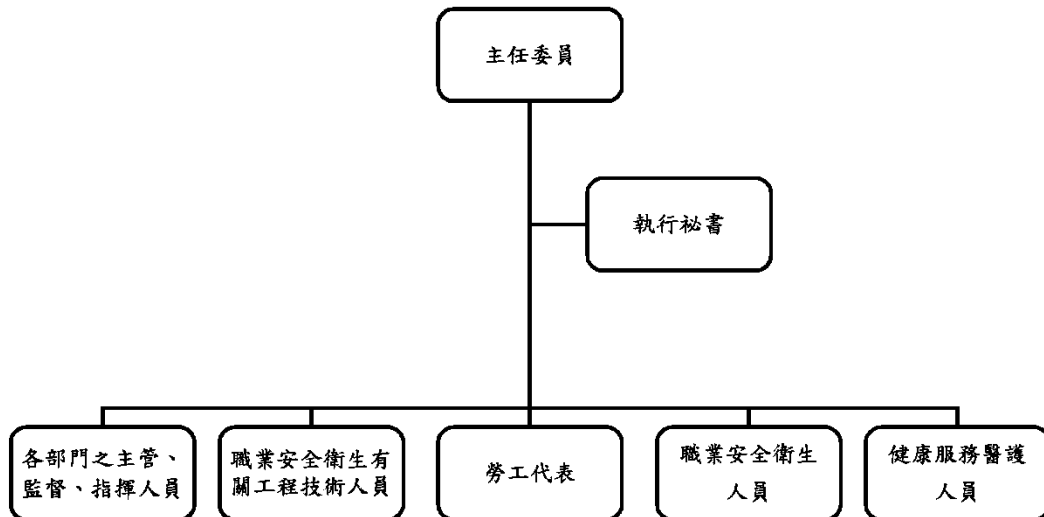 主任委員
執行祕書
各部門之主管、
監督、指揮人員
職業安全衛生有
關工程技術人員
勞工代表
職業安全衛生
人員
健康服務醫護
人員